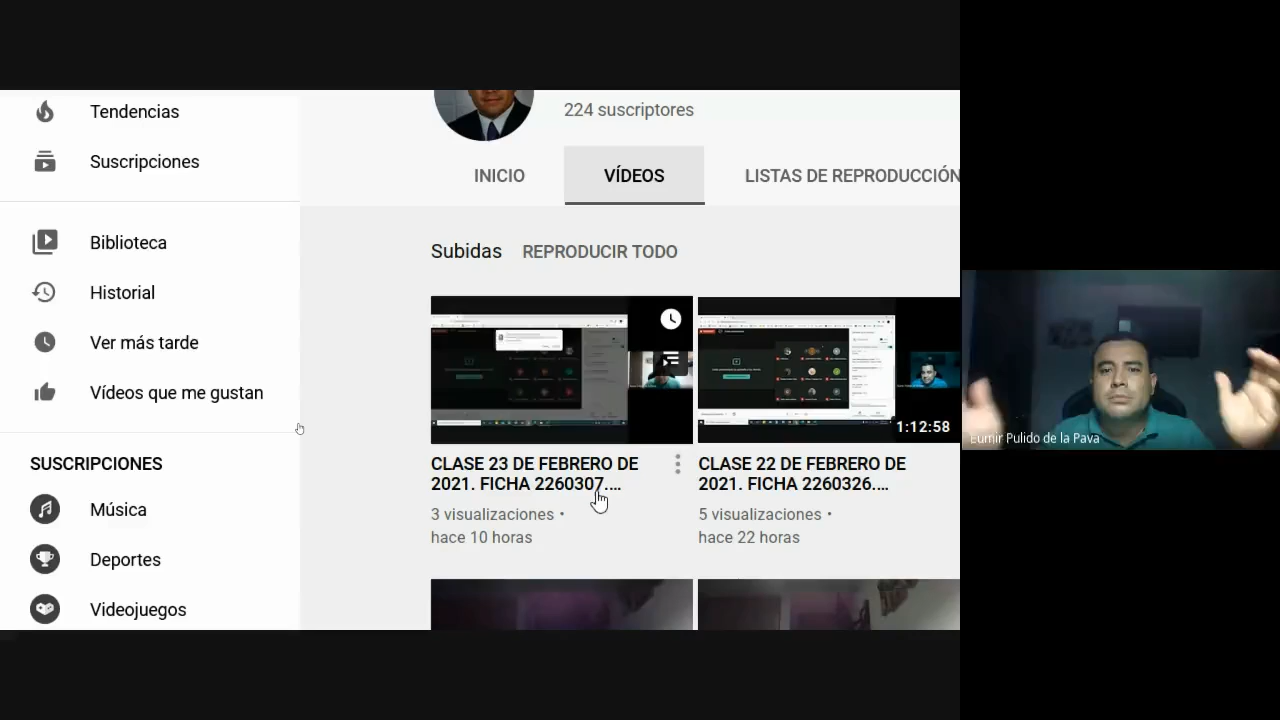 Tendencias
Suscripciones
Biblioteca
Historial
Ver más tarde
Vídeos que me gustan
SUSCRIPCIONES
Música
Deportes
Videojuegos
224 suscriptores
INICIO
VÍDEOS
LISTAS DE REPRODUCCIÓN
Subidas
REPRODUCIR TODO
CLASE 23 DE FEBRERO DE
2021. FICHA 2260307....
3 visualizaciones •
hace 10 horas
1:12:58
CLASE 22 DE FEBRERO DE
2021. FICHA 2260326....
5 visualizaciones •
hace 22 horas
Eurnir Pulido de la Pava